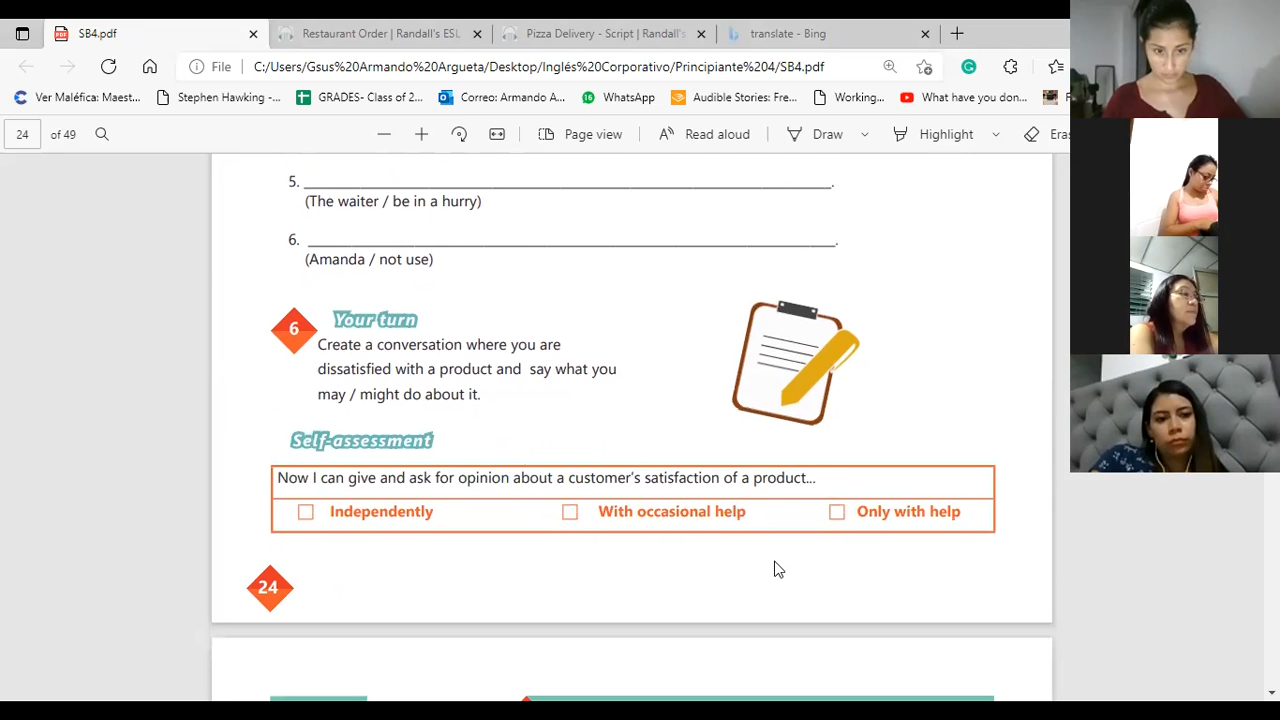 SB4.pdf
Restaurant Order | Randall's ESL
Pizza Delivery - Script | Randall's
translate - Bing
File
C:/Users/Gsus%20Armando%20Argueta/Desktop/Inglés%20Corporativo/Principiante%204/SB4.pdf
Ver Maléfica: Maest...
Stephen Hawking -...
GRADES- Class of 2...
Correo: Armando A...
16
WhatsApp
Audible Stories: Fre...
Working...
What have you don...
24
of 49
Page view
Read aloud
Draw
Highlight
Eras
5. ________________________________________________.
(The waiter / be in a hurry)
6. ________________________________________________.
(Amanda / not use)
6
Your turn
Create a conversation where you are
dissatisfied with a product and say what you
may / might do about it.
Self-assessment
Now I can give and ask for opinion about a customer's satisfaction of a product...
Independently
With occasional help
Only with help
24